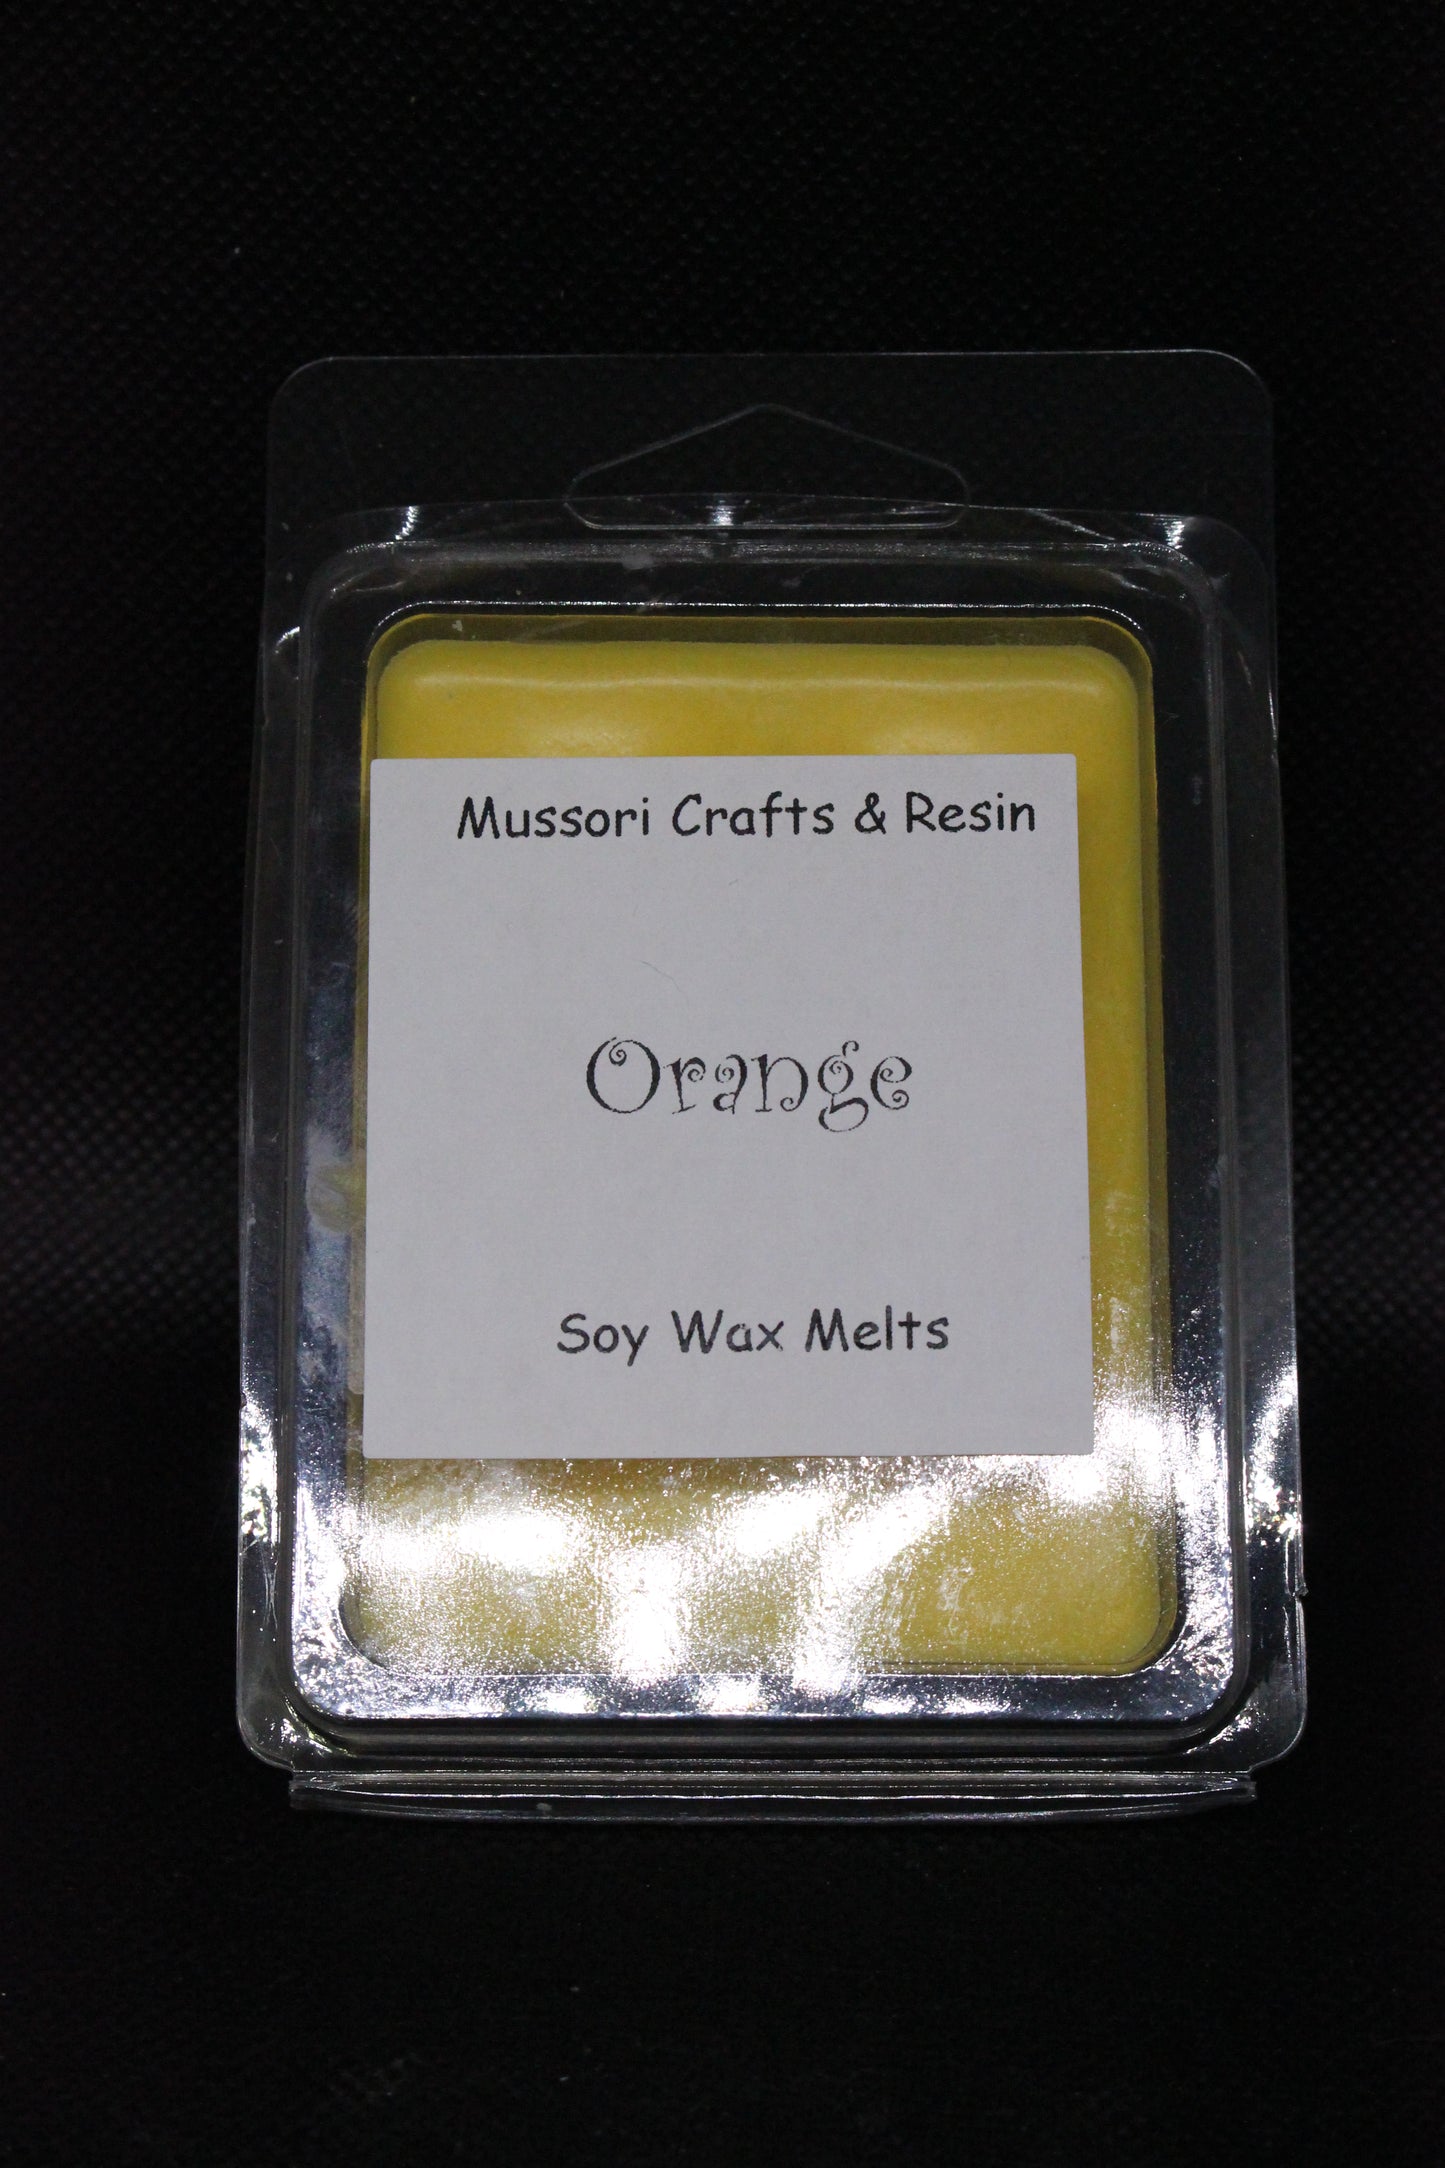 Mussori Crafts & Resin
Orange
Soy Wax Melts